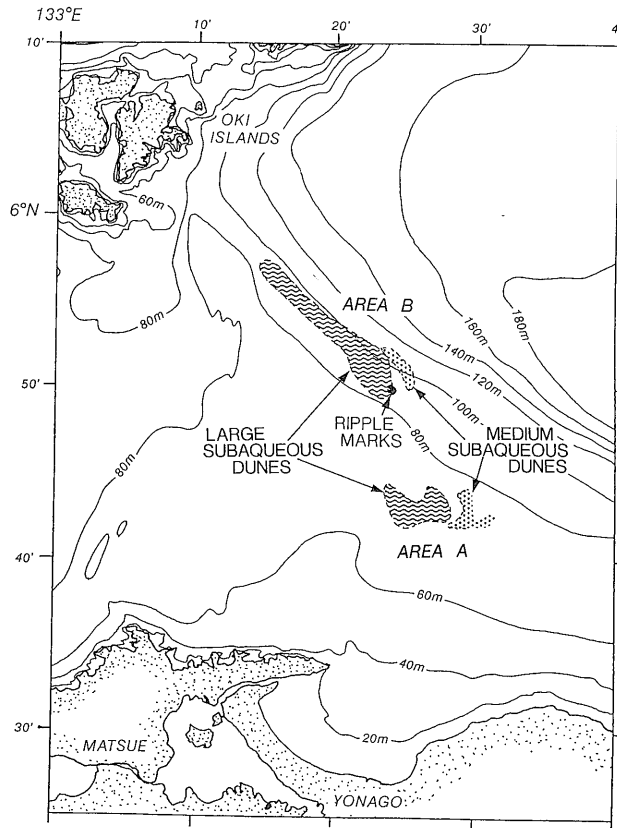 133°E
10'
20'
30'
4
10'
OKI
ISLANDS
60m
6°N
80m
AREA B
160m
180m
140m
120m
100m
50'
RIPPLE
MARKS
80m
LARGE
SUBAQUEOUS
DUNES
MEDIUM
SUBAQUEOUS
DUNES
80m
AREA A
40'
60m
40m
30'
20m
MATSUE
YONAGO